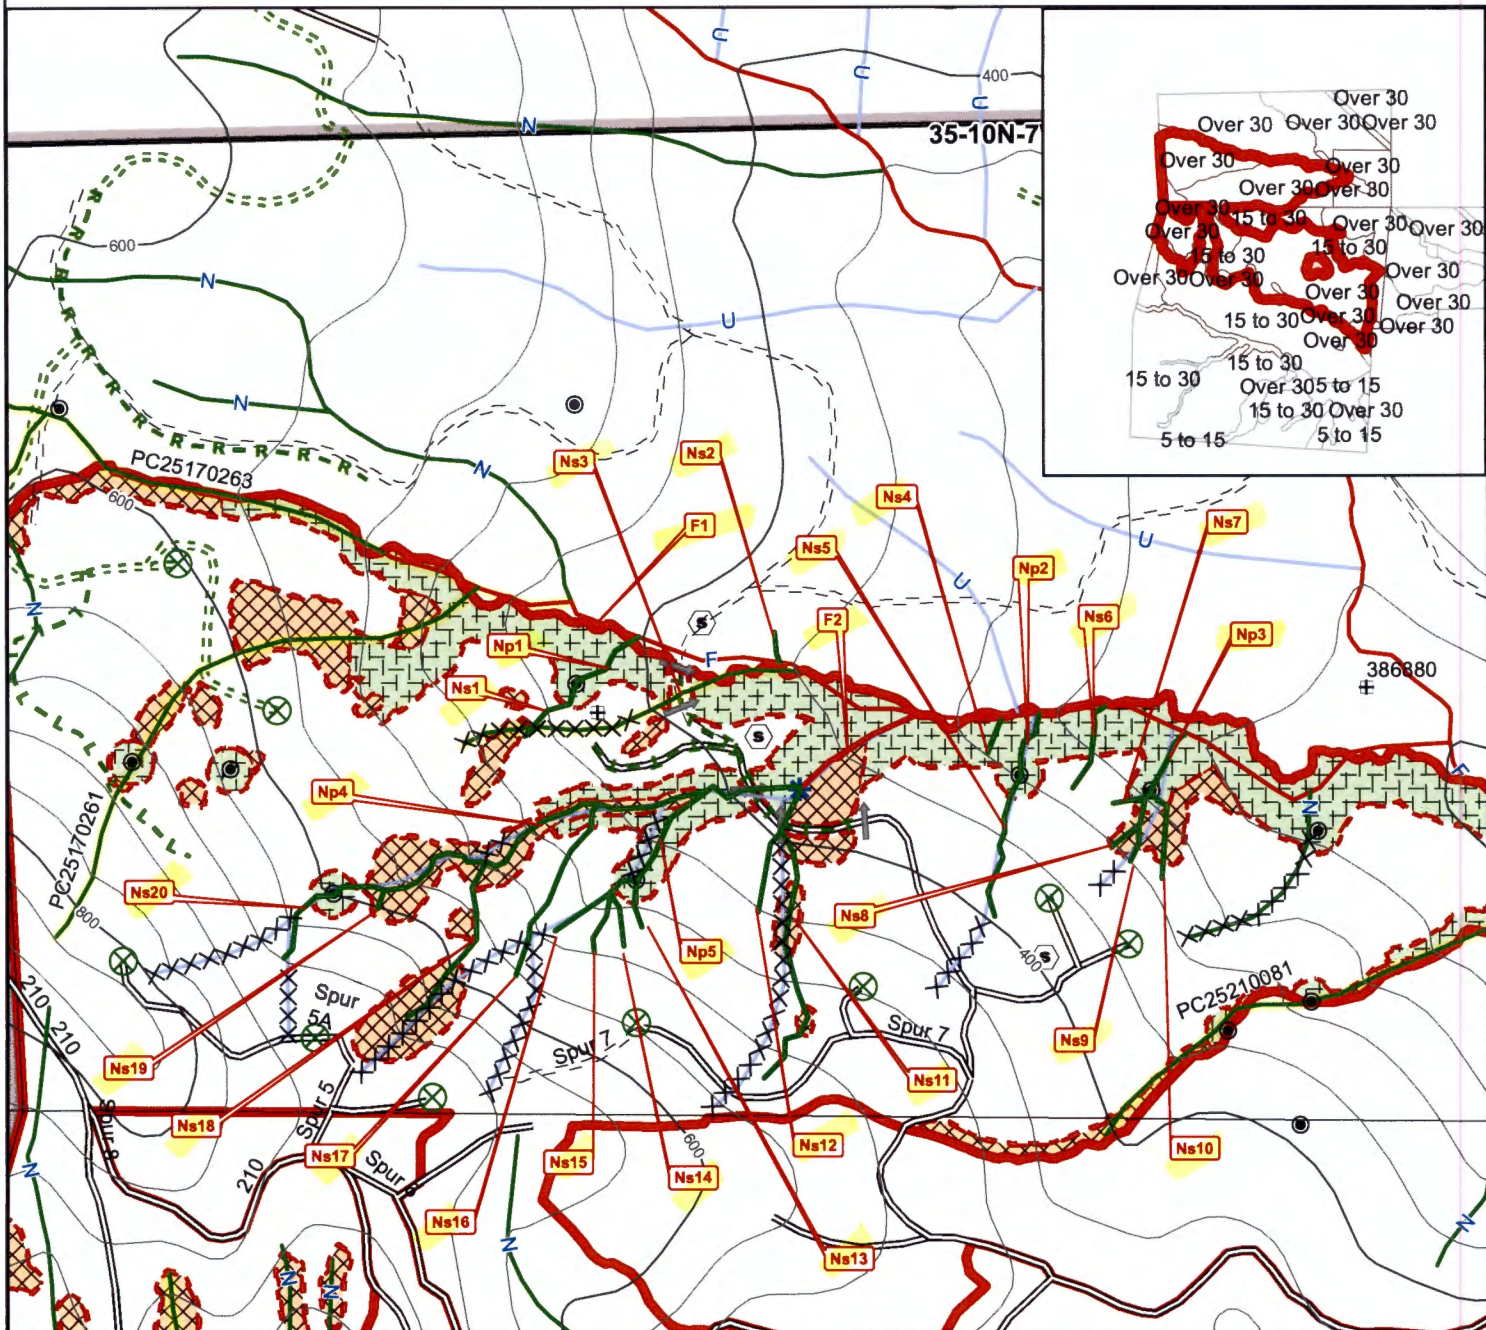 U
U
400
U
N
35-10N-7
600
N
U
N
N
PC25170263
600
Ns3
Ns2
Ns4
F1
Ns5
Ns7
U
Np2
U
N
F2
Ns6
Np3
s
Np1
F
386880
Ns1
s
F
Np4
N
PC25170261
Ns20
800
Ns8
Np5
s
400
PC25210081
210
210
Spur
5A
Spur 7
Spur 7
Ns9
Ns19
Ns11
Spur 5
Spur 8
Ns18
Ns12
600
Ns10
Ns17
Ns15
Ns14
N
210
Spur 6
Ns16
N
Ns13
N
N
N
Over 30
Over 30
Over 30
Over 30
Over 30
Over 30
Over 30
Over 30
Over 30
15 to 30
Over 30
Over 30
Over 30
15 to 30
15 to 30
Over 30
Over 30
Over 30
Over 30
Over 30
15 to 30
Over 30
Over 30
Over 30
15 to 30
15 to 30
Over 30
5 to 15
15 to 30
Over 30
5 to 15
5 to 15